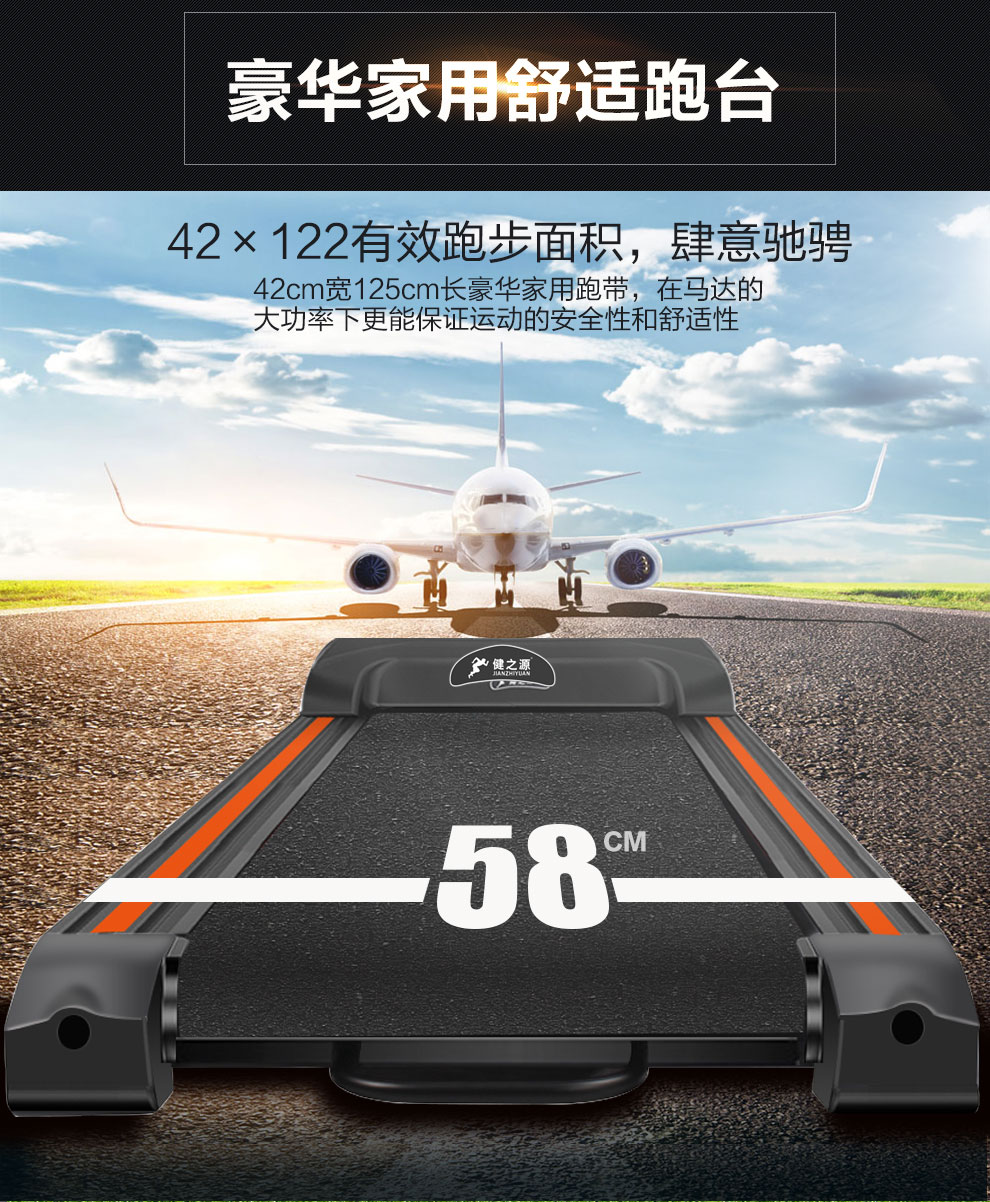 豪华家用舒适跑台
42×122有效跑步面积，肆意驰骋
42cm宽125cm长豪华家用跑带，在马达的
大功率下更能保证运动的安全性和舒适性
健之源
JIANZHIYUAN
58CM